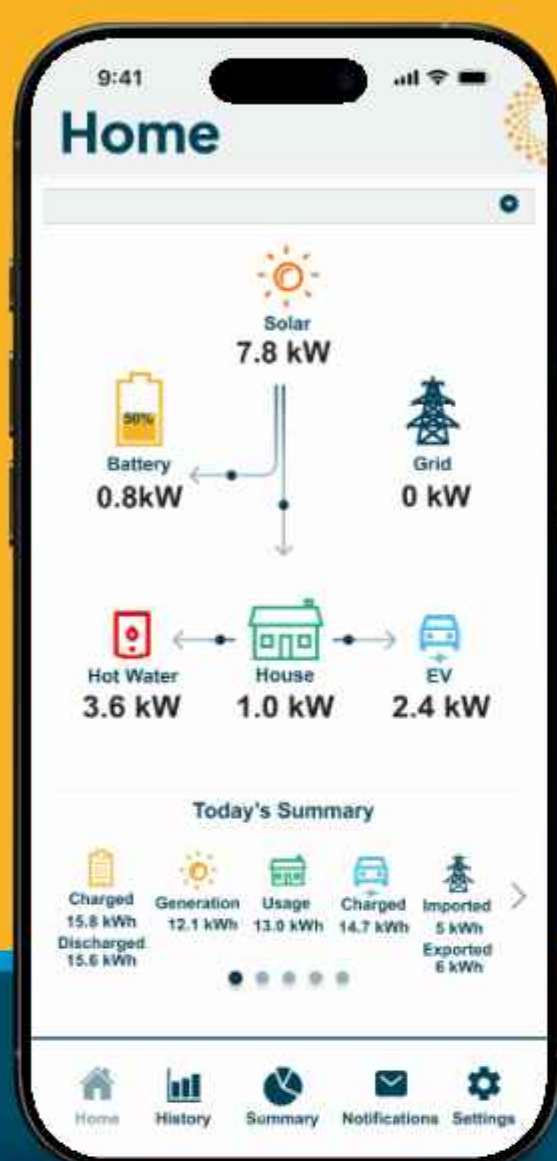 9:41
Home
Solar
7.8 kW
50%
Battery
0.8kW
Grid
0 kW
Hot Water
3.6 kW
House
1.0 kW
EV
2.4 kW
Today's Summary
Charged
15.8 kWh
Discharged
15.6 kWh
Generation
12.1 kWh
Usage
13.0 kWh
Charged
14.7 kWh
Imported
5 kWh
Exported
6 kWh
Home
History
Summary
Notifications
Settings